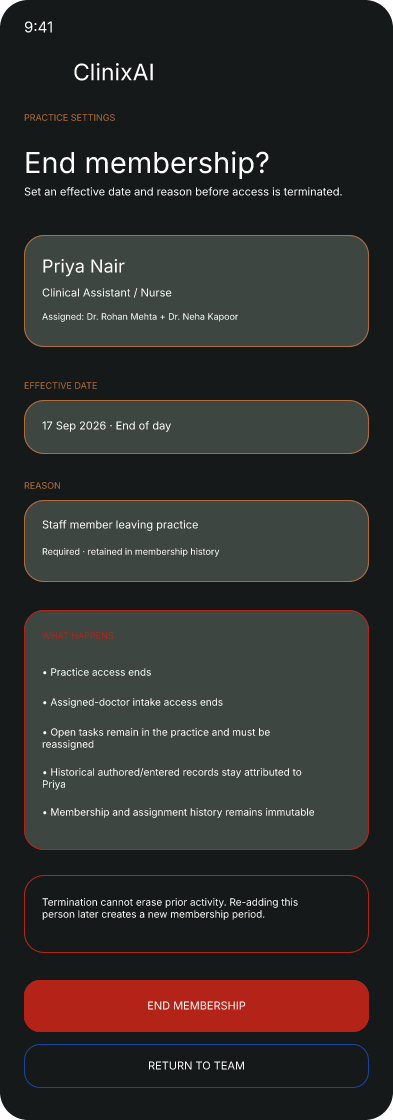 9:41
ClinixAI
PRACTICE SETTINGS
End membership?
Set an effective date and reason before access is terminated.
Priya Nair
Clinical Assistant / Nurse
Assigned: Dr. Rohan Mehta + Dr. Neha Kapoor
EFFECTIVE DATE
17 Sep 2026 · End of day
REASON
Staff member leaving practice
Required · retained in membership history
WHAT HAPPENS
• Practice access ends
• Assigned-doctor intake access ends
• Open tasks remain in the practice and must be
reassigned
• Historical authored/entered records stay attributed to
Priya
• Membership and assignment history remains immutable
Termination cannot erase prior activity. Re-adding this
person later creates a new membership period.
END MEMBERSHIP
RETURN TO TEAM